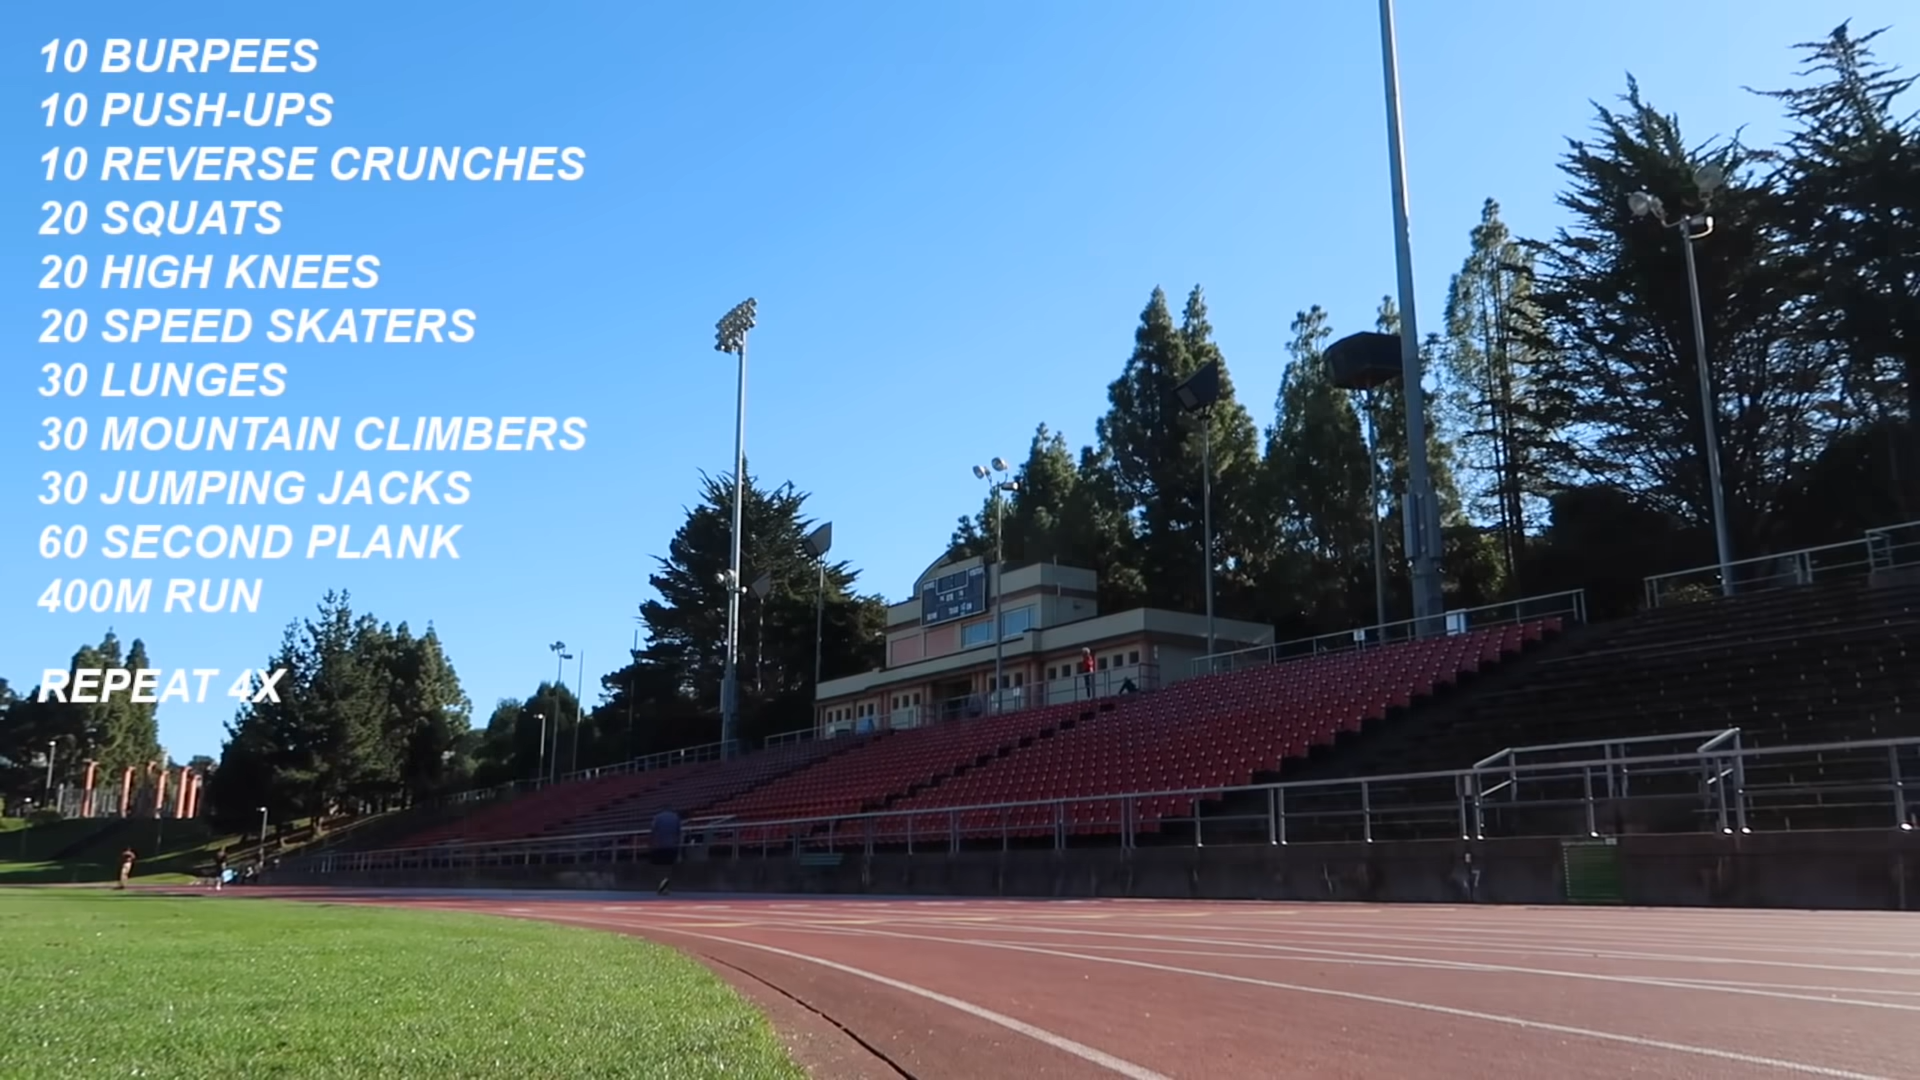 10 BURPEES
10 PUSH-UPS
10 REVERSE CRUNCHES
20 SQUATS
20 HIGH KNEES
20 SPEED SKATERS
30 LUNGES
30 MOUNTAIN CLIMBERS
30 JUMPING JACKS
60 SECOND PLANK
400M RUN
REPEAT 4X